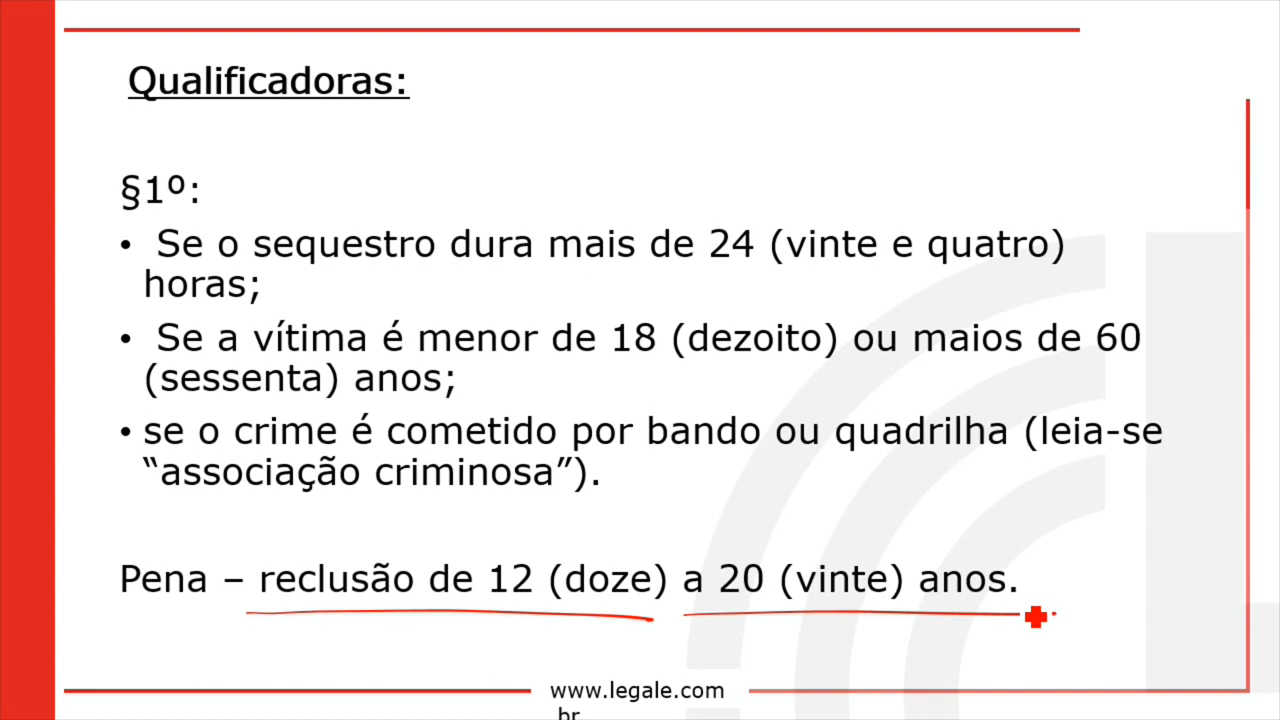 Qualificadoras:
§1º:
• Se o sequestro dura mais de 24 (vinte e quatro)
horas;
• Se a vítima é menor de 18 (dezoito) ou maios de 60
(sessenta) anos;
• se o crime é cometido por bando ou quadrilha (leia-se
“associação criminosa”).
Pena – reclusão de 12 (doze) a 20 (vinte) anos.
www.legale.com
br